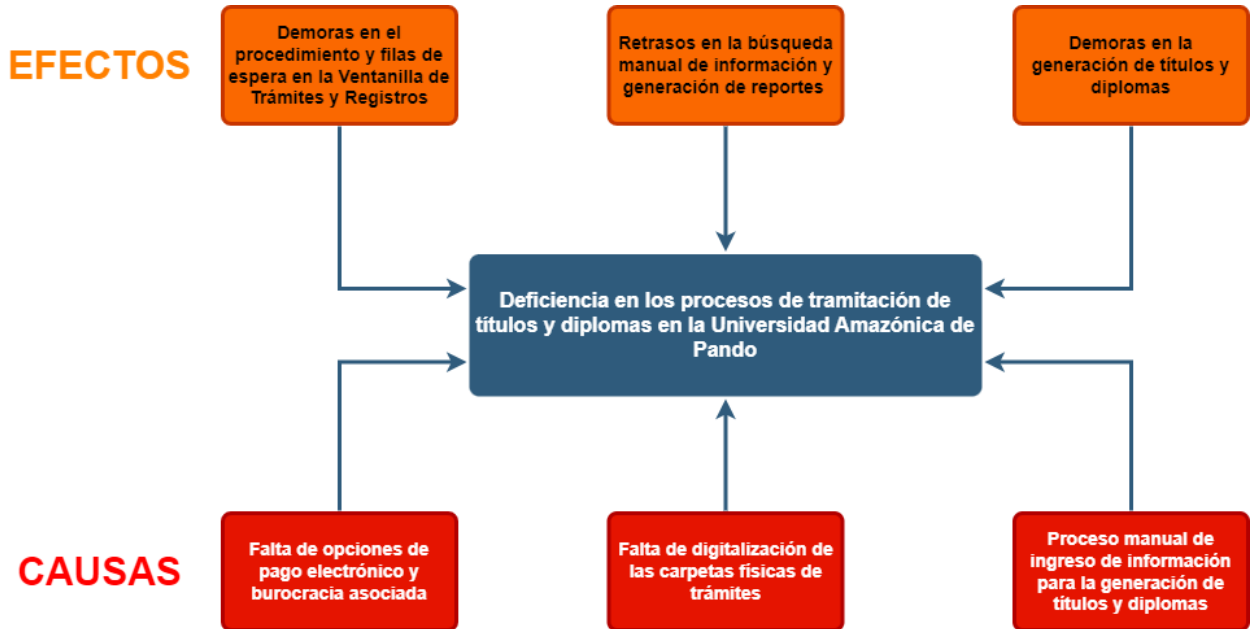 EFECTOS
Demoras en el
procedimiento y filas de
espera en la Ventanilla de
Trámites y Registros
Retrasos en la búsqueda
manual de información y
generación de reportes
Demoras en la
generación de títulos y
diplomas
Deficiencia en los procesos de tramitación de
títulos y diplomas en la Universidad Amazónica de
Pando
CAUSAS
Falta de opciones de
pago electrónico y
burocracia asociada
Falta de digitalización de
las carpetas físicas de
trámites
Proceso manual de
ingreso de información
para la generación de
títulos y diplomas